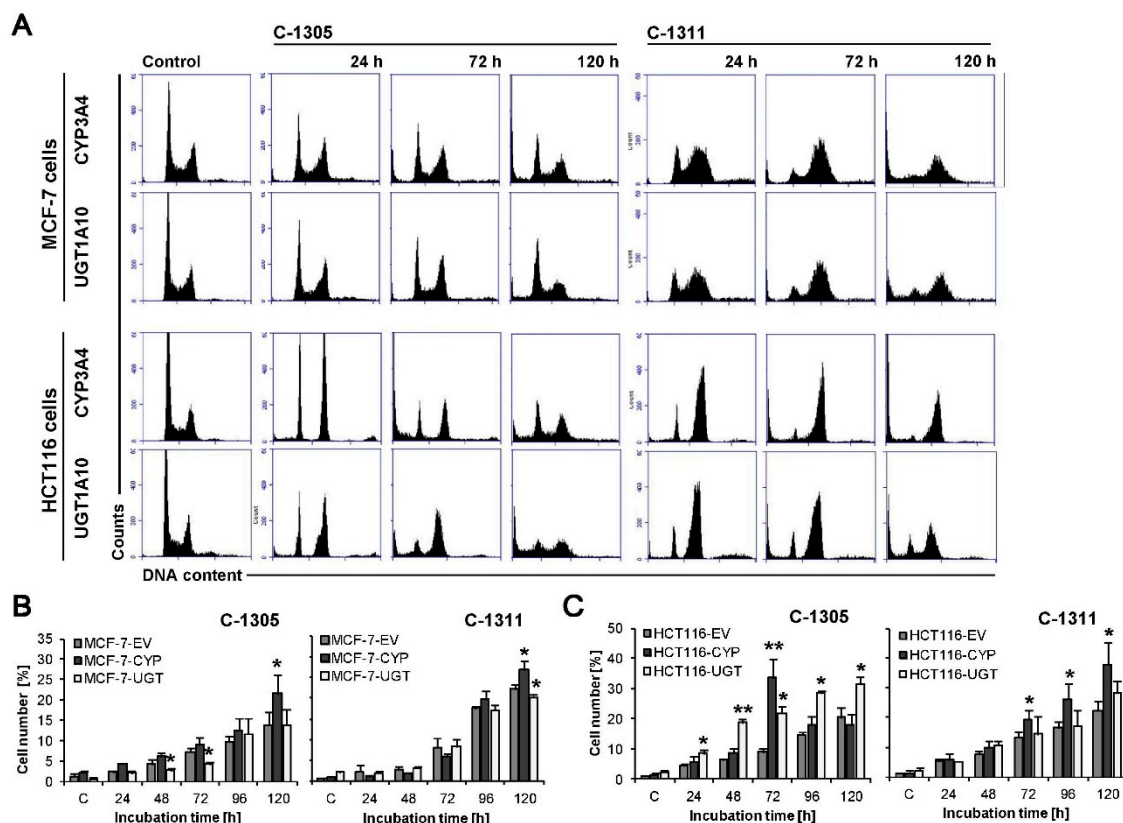 A
C-1305
C-1311
Control
24 h
72 h
120 h
24 h
72 h
120 h
MCF-7 cells
CYP3A4
UGT1A10
HCT116 cells
CYP3A4
UGT1A10
Counts
DNA content
B
C-1305
C-1311
Cell number [%]
35
30
25
20
15
10
5
0
MCF-7-EV
MCF-7-CYP
MCF-7-UGT
* * *
C 24 48 72 96 120
Incubation time [h]
MCF-7-EV
MCF-7-CYP
MCF-7-UGT
* *
C 24 48 72 96 120
Incubation time [h]
C
C-1305
C-1311
Cell number [%]
50
40
30
20
10
0
HCT116-EV
HCT116-CYP
HCT116-UGT
* ** ** * * *
C 24 48 72 96 120
Incubation time [h]
HCT116-EV
HCT116-CYP
HCT116-UGT
* * *
C 24 48 72 96 120
Incubation time [h]